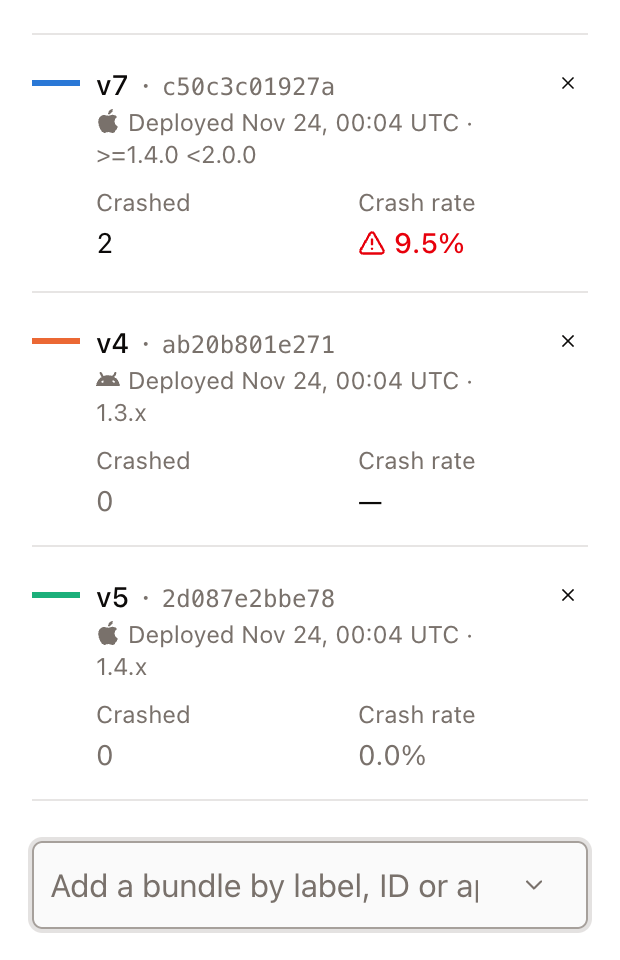 v7 · c50c3c01927a
Deployed Nov 24, 00:04 UTC ·
>=1.4.0 <2.0.0
Crashed Crash rate
2 9.5%
v4 · ab20b801e271
Deployed Nov 24, 00:04 UTC ·
1.3.x
Crashed Crash rate
0 —
v5 · 2d087e2bbe78
Deployed Nov 24, 00:04 UTC ·
1.4.x
Crashed Crash rate
0 0.0%
Add a bundle by label, ID or